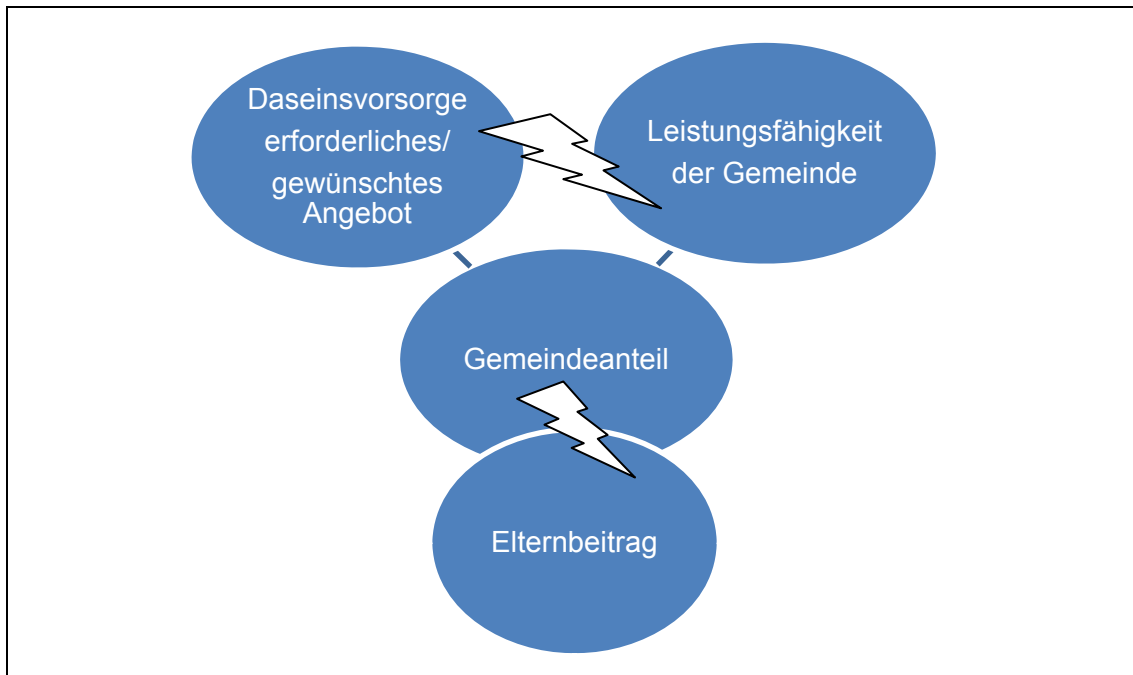 Daseinsvorsorge
erforderliches/
gewünschtes
Angebot
Leistungsfähigkeit
der Gemeinde
Gemeindeanteil
Elternbeitrag